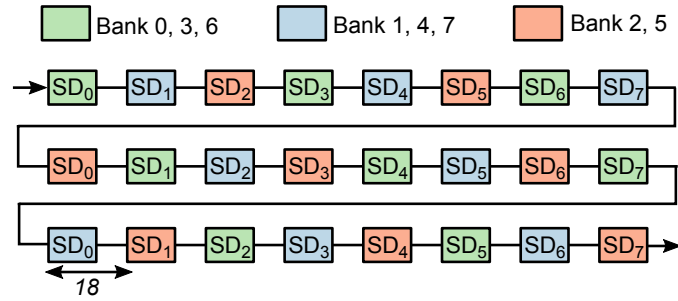 Bank 0, 3, 6 Bank 1, 4, 7 Bank 2, 5
SD₀ SD₁ SD₂ SD₃ SD₄ SD₅ SD₆ SD₇
SD₀ SD₁ SD₂ SD₃ SD₄ SD₅ SD₆ SD₇
SD₀ SD₁ SD₂ SD₃ SD₄ SD₅ SD₆ SD₇
18